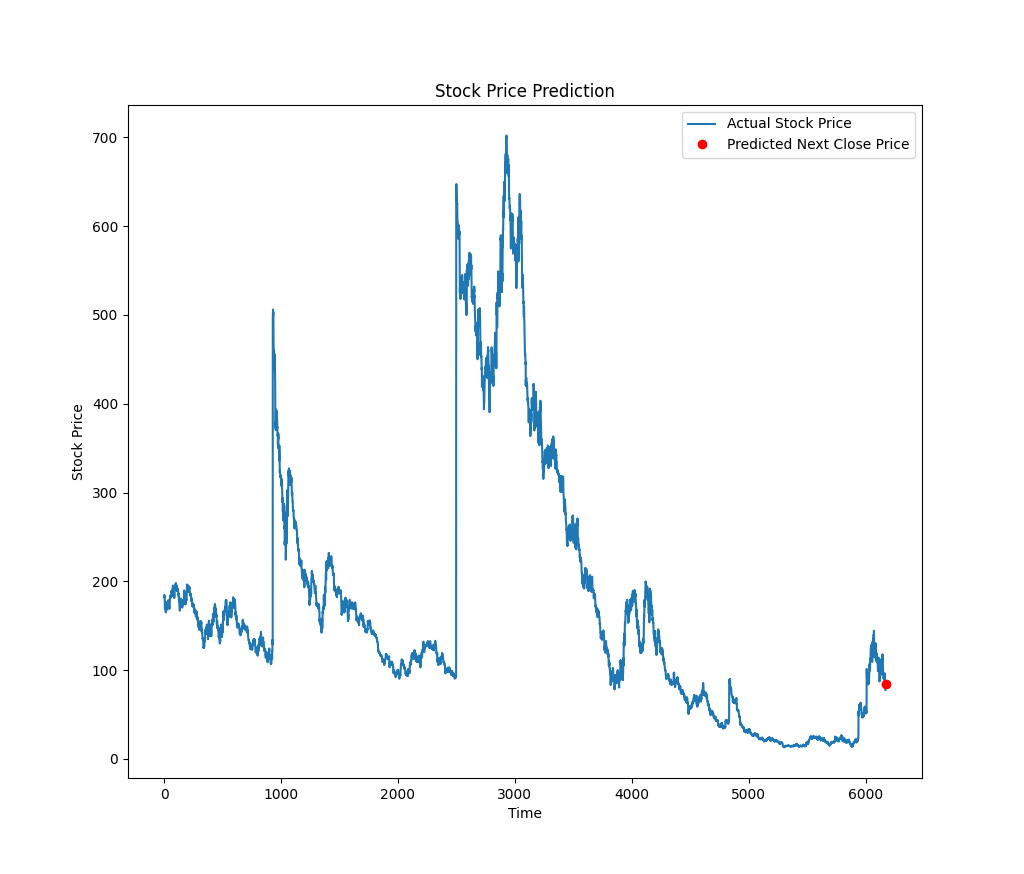 Stock Price Prediction
Actual Stock Price
Predicted Next Close Price
Stock Price
700
600
500
400
300
200
100
0
0 1000 2000 3000 4000 5000 6000
Time